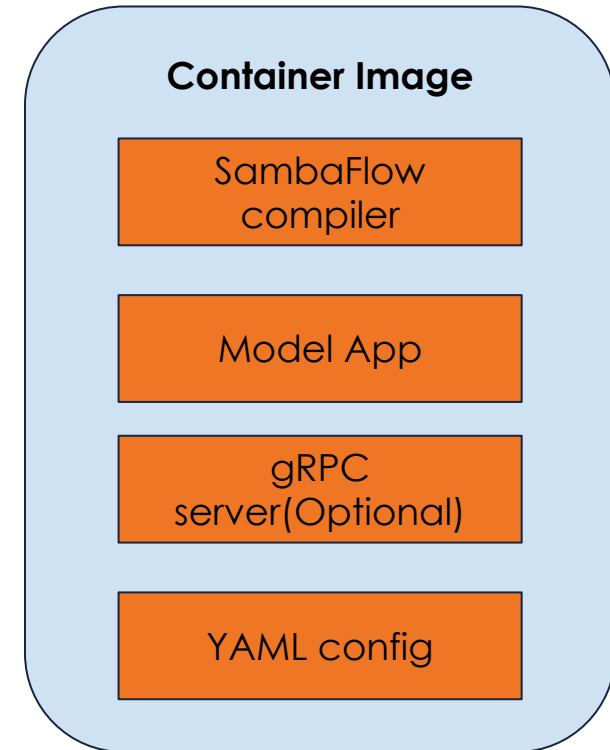 Container Image
SambaFlow
compiler
Model App
gRPC
server(Optional)
YAML config